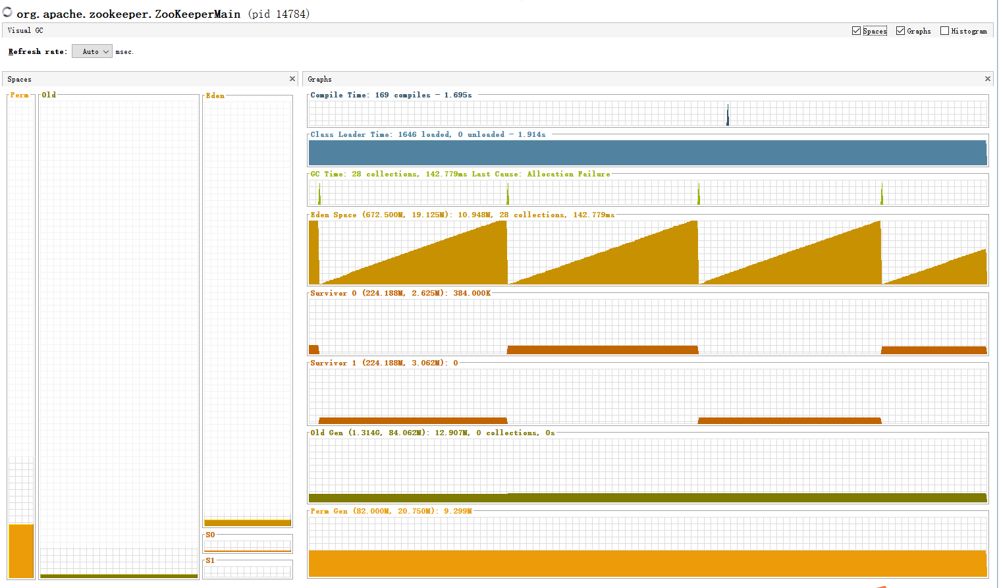 org.apache.zookeeper.ZooKeeperMain (pid 14784)
Visual GC
Spaces Graphs Histogram
Refresh rate: Auto msec.
Spaces
Perm
Old
Eden
S0
S1
Graphs
Compile Time: 169 compiles - 1.695s
Class Loader Time: 1646 loaded, 0 unloaded - 1.914s
GC Time: 28 collections, 142.779ms Last Cause: Allocation Failure
Eden Space (672.500M, 19.125M): 10.948M, 28 collections, 142.779ms
Survivor 0 (224.188M, 2.625M): 384.000K
Survivor 1 (224.188M, 3.062M): 0
Old Gen (1.314G, 84.062M): 12.907M, 0 collections, 0s
Perm Gen (82.000M, 20.750M): 9.299M